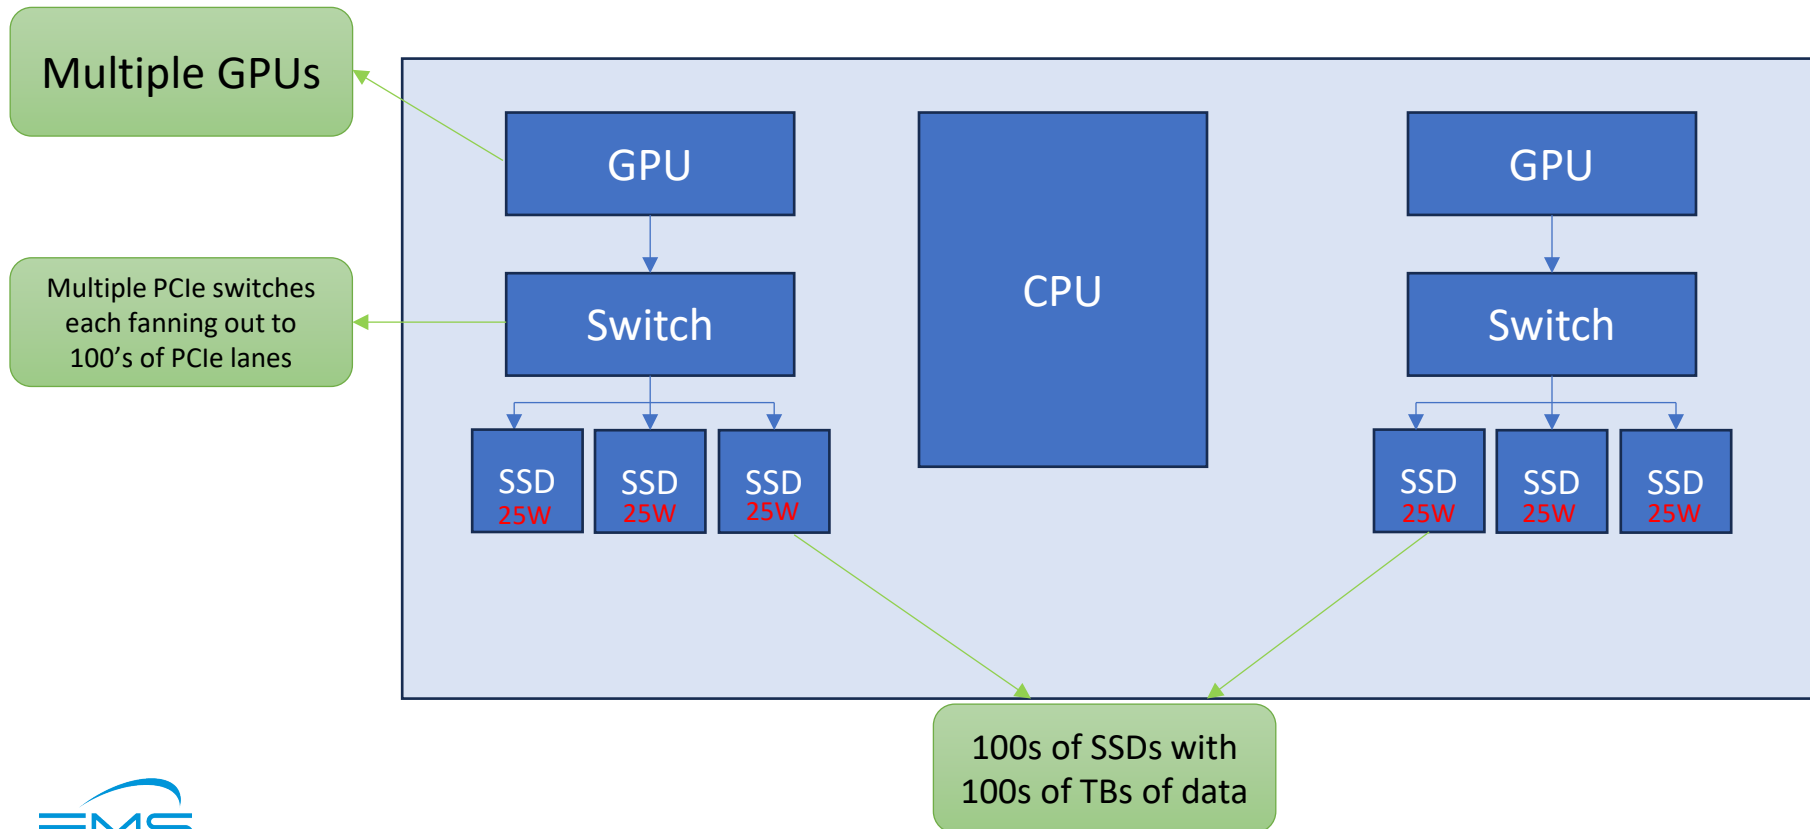 Multiple GPUs
GPU
CPU
GPU
Multiple PCIe switches
each fanning out to
100's of PCIe lanes
Switch
Switch
SSD
25W
SSD
25W
SSD
25W
SSD
25W
SSD
25W
SSD
25W
100s of SSDs with
100s of TBs of data